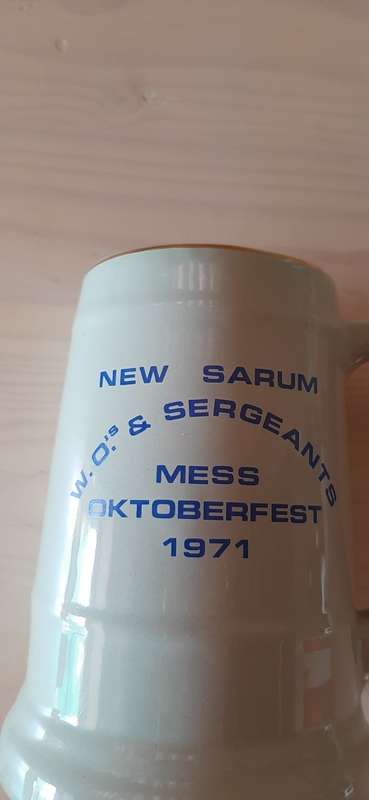 NEW SARUM
W.O.'s & SERGEANTS
MESS
OKTOBERFEST
1971